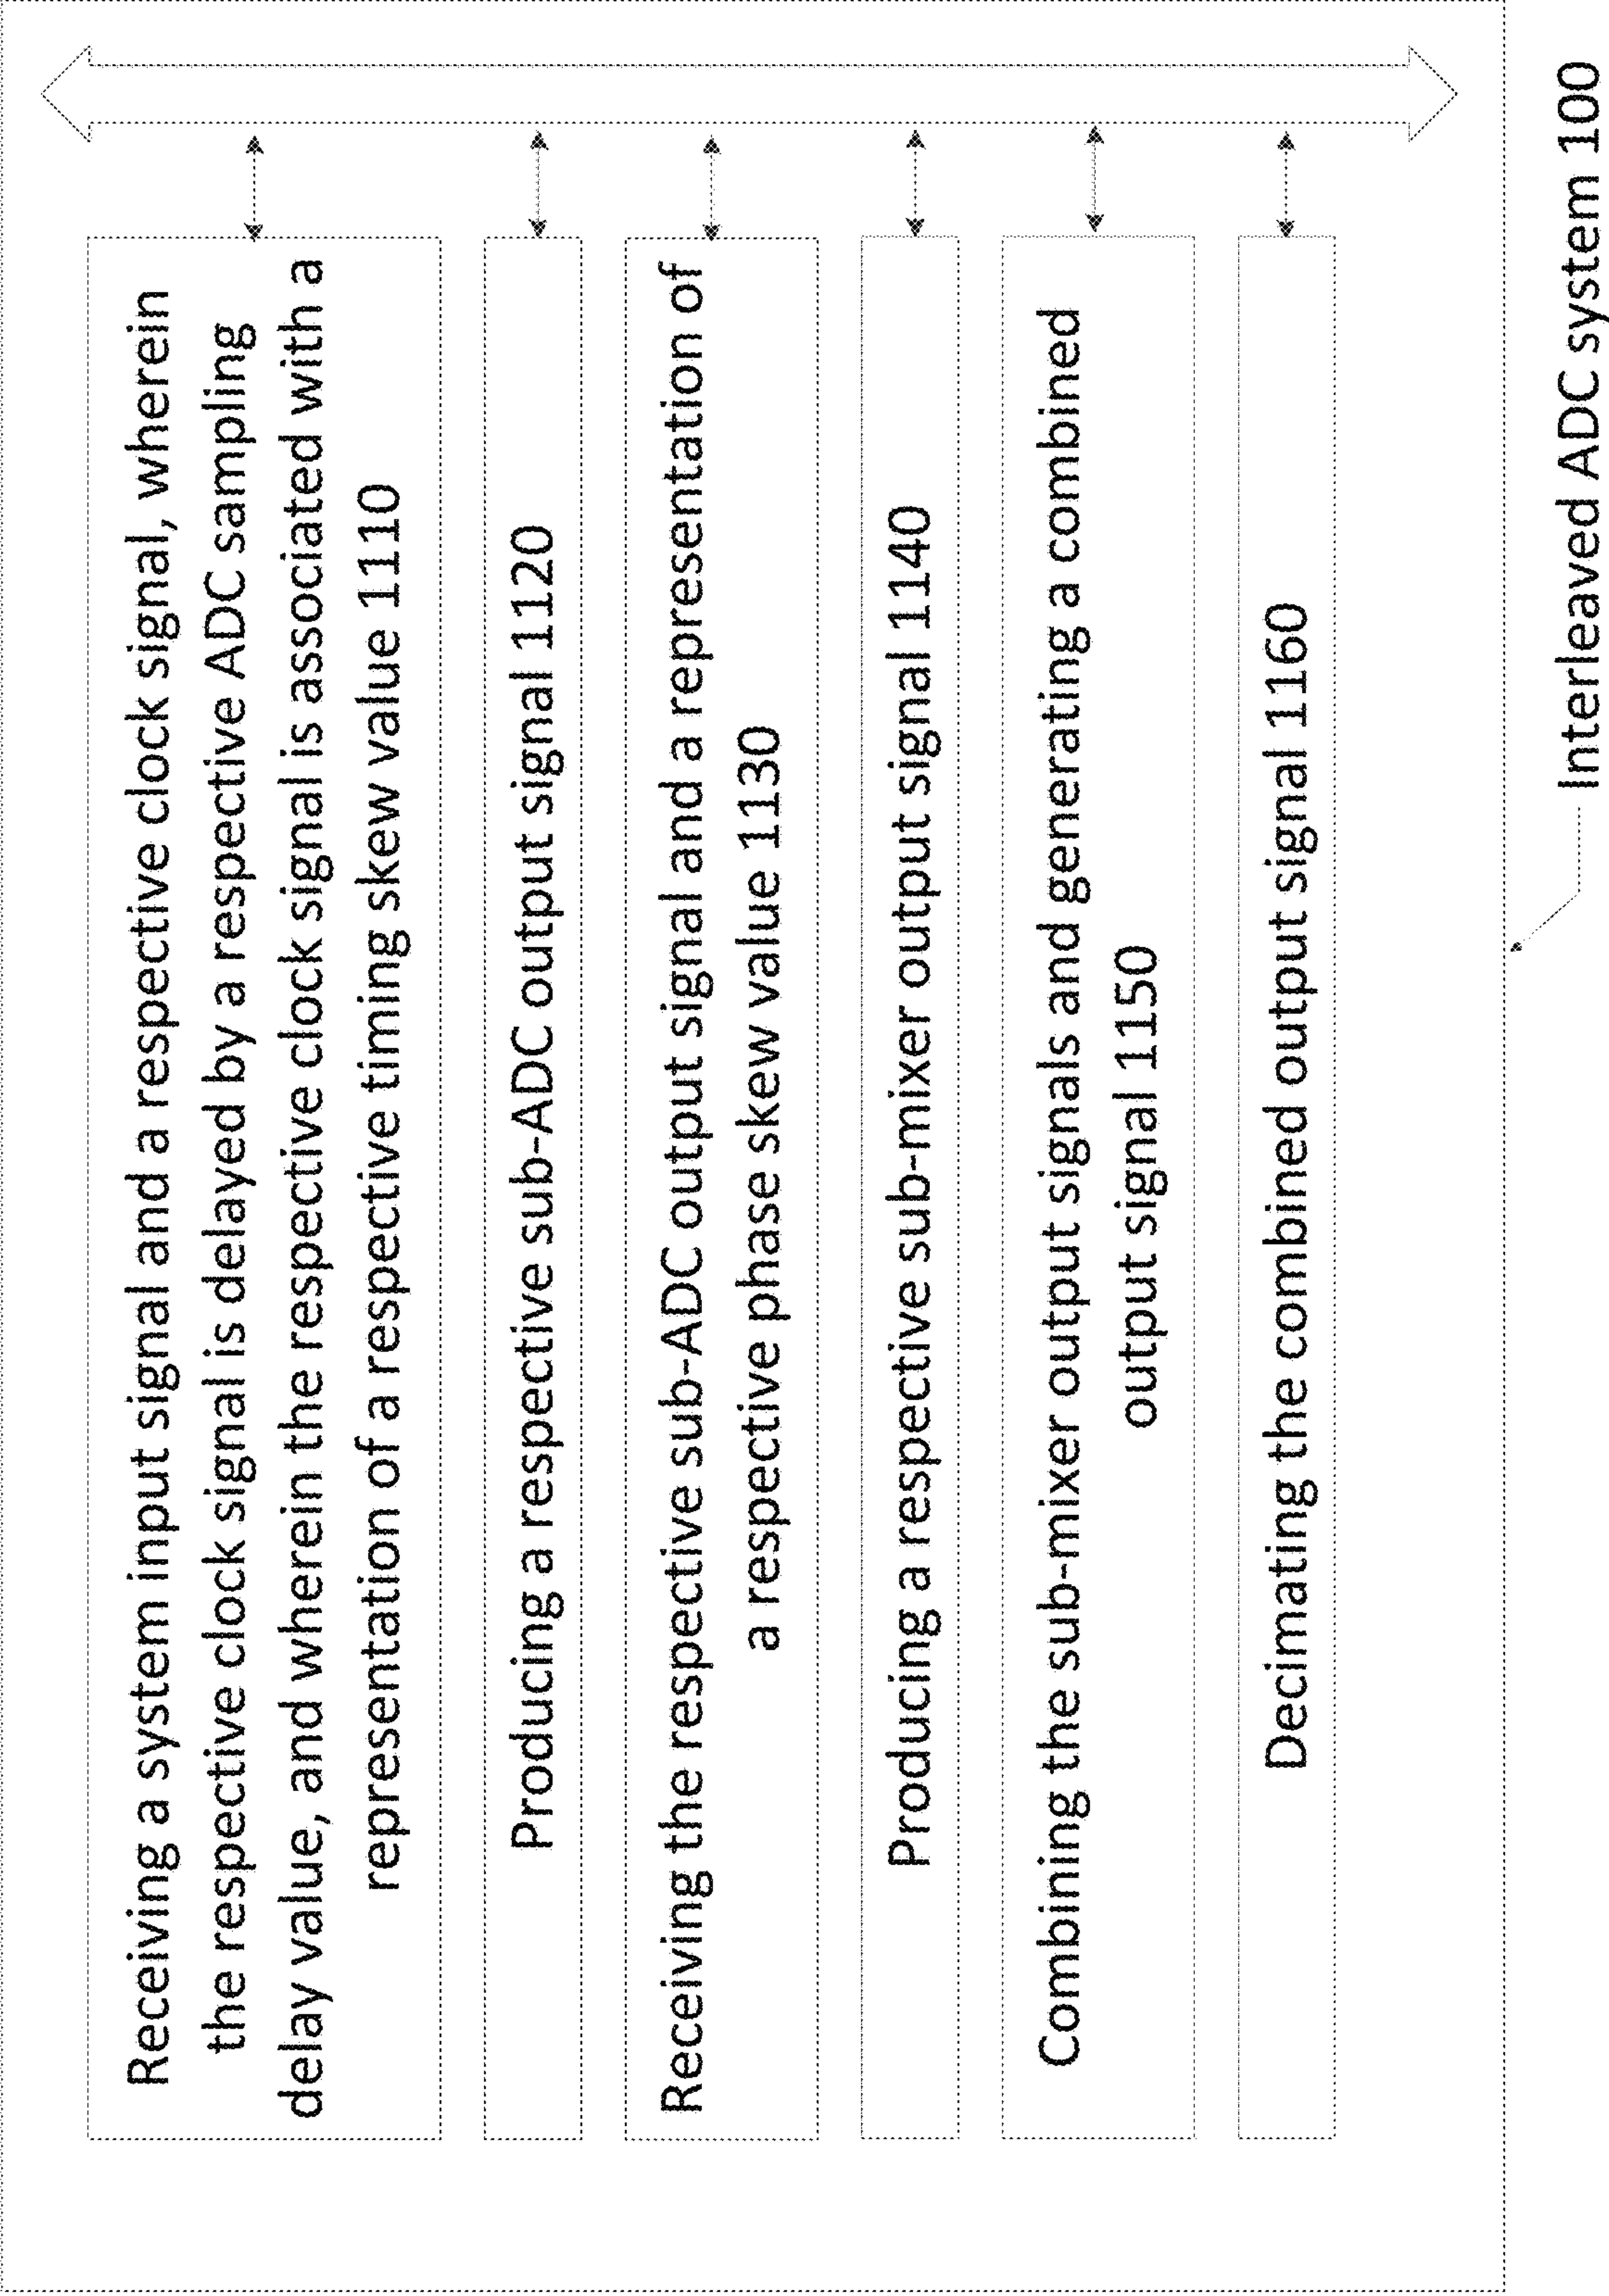 Receiving a system input signal and a respective clock signal, wherein
the respective clock signal is delayed by a respective ADC sampling
delay value, and wherein the respective clock signal is associated with a
representation of a respective timing skew value 1110
Producing a respective sub-ADC output signal 1120
Receiving the respective sub-ADC output signal and a representation of
a respective phase skew value 1130
Producing a respective sub-mixer output signal 1140
Combining the sub-mixer output signals and generating a combined
output signal 1150
Decimating the combined output signal 1160
Interleaved ADC system 100